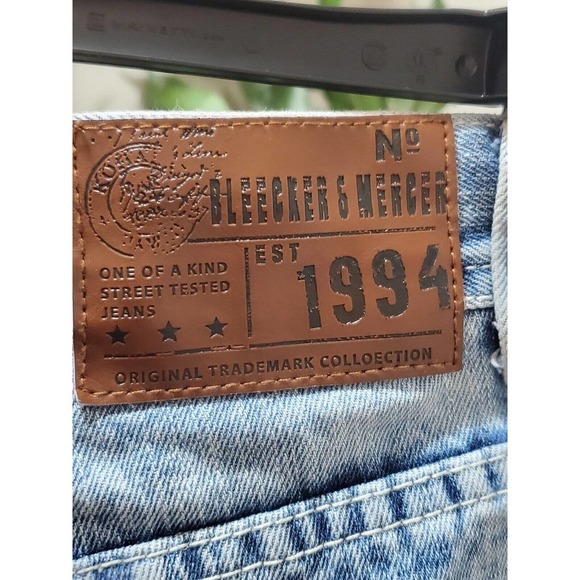 Nº
BLEECKER & MERCER
EST
1994
ONE OF A KIND
STREET TESTED
JEANS
ORIGINAL TRADEMARK COLLOECTION